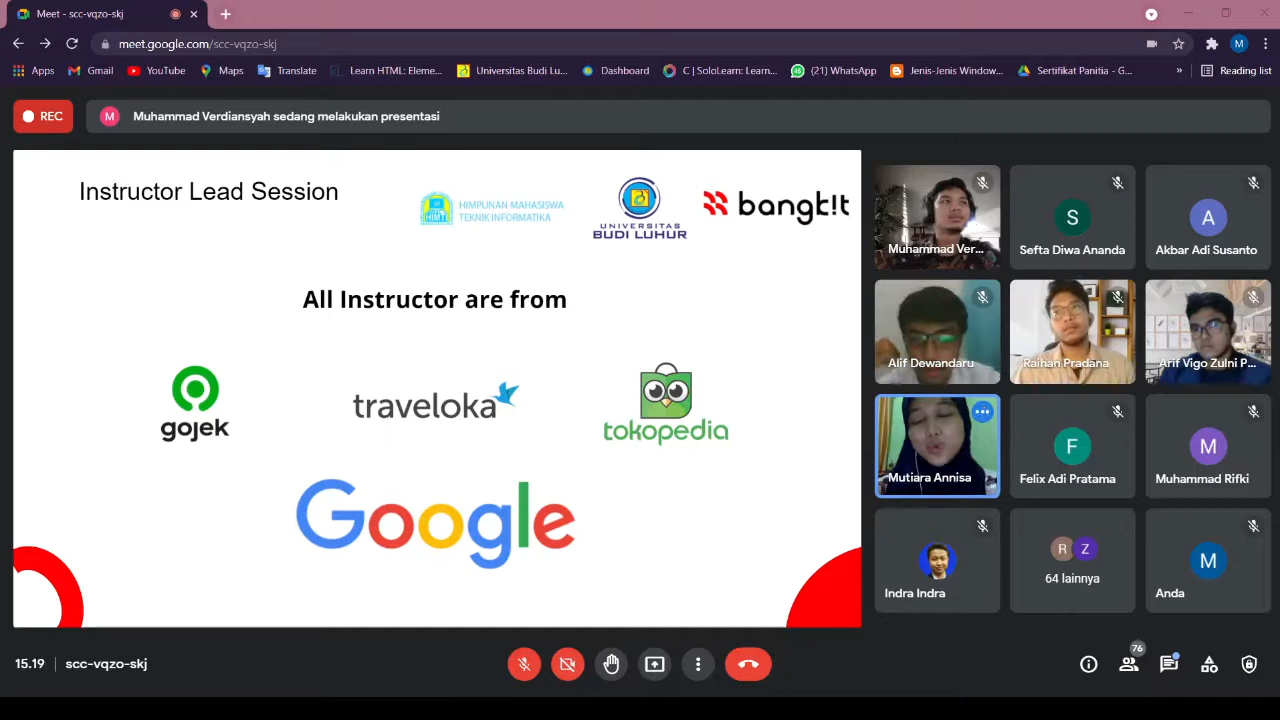 Meet - scc-vqzo-skj
meet.google.com/scc-vqzo-skj
M
Apps
Gmail
YouTube
Maps
Translate
Learn HTML: Eleme...
Universitas Budi Lu...
Dashboard
C | SoloLearn: Learn...
(21) WhatsApp
Jenis-Jenis Window...
Sertifikat Panitia - G...
»
Reading list
REC
M
Muhammad Verdiansyah sedang melakukan presentasi
Instructor Lead Session
HIMTI
HIMPUNAN MAHASISWA
TEKNIK INFORMATIKA
UNIVERSITAS
BUDI LUHUR
bangk!t
All Instructor are from
gojek
traveloka
tokopedia
Google
Muhammad Ver...
S
Sefta Diwa Ananda
A
Akbar Adi Susanto
Alif Dewandaru
Raihan Pradana
Arif Vigo Zulni P...
Mutiara Annisa
F
Felix Adi Pratama
M
Muhammad Rifki
Indra Indra
R Z
64 lainnya
M
Anda
15.19 | scc-vqzo-skj
76